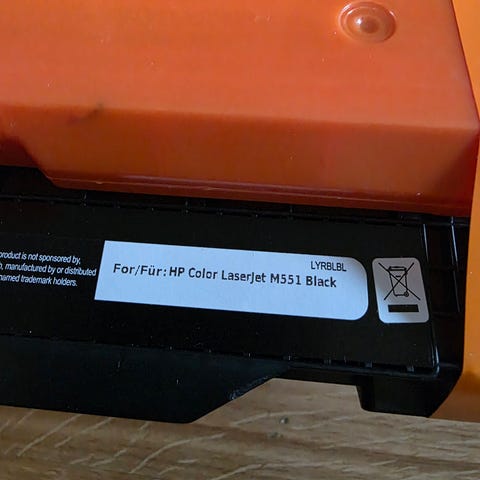 product is not sponsored by,
manufactured by or distributed
named trademark holders.
LYRBLBL
For/Für: HP Color LaserJet M551 Black